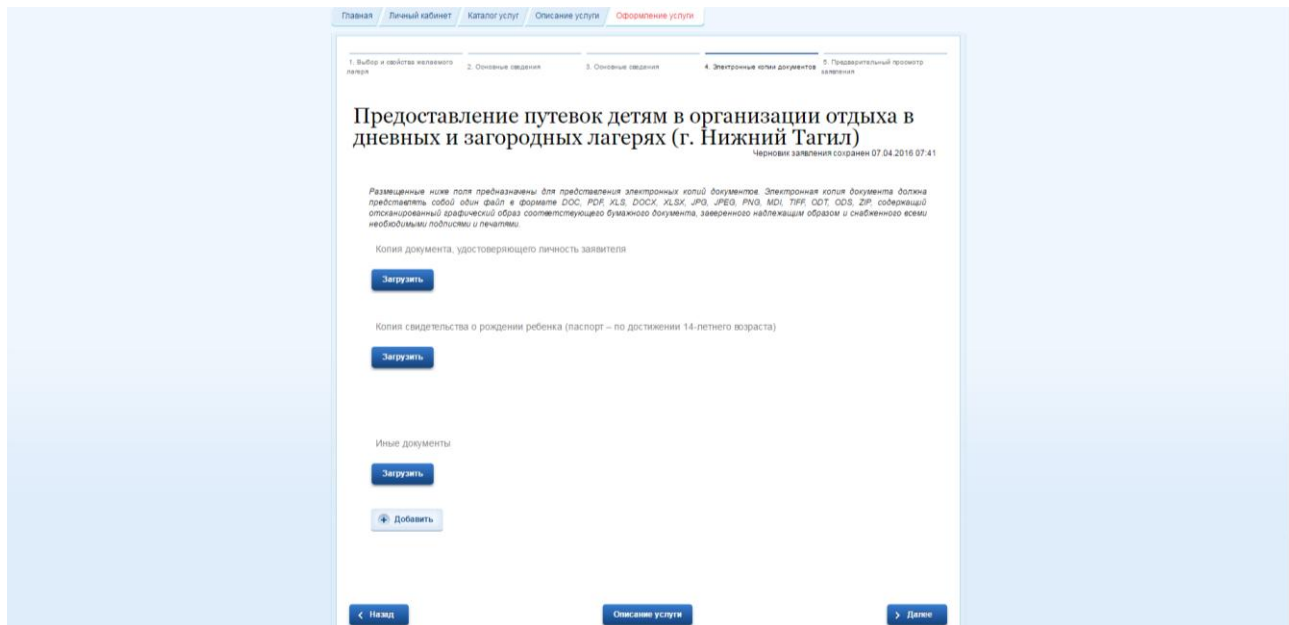 Главная Личный кабинет Каталог услуг Описание услуги Оформление услуги
1. Выбор и свойства желаемого лагеря
2. Основные сведения
3. Основные сведения
4. Электронные копии документов
5. Предварительный просмотр заявления
Предоставление путевок детям в организации отдыха в
дневных и загородных лагерях (г. Нижний Тагил)
Черновик заявления сохранен 07.04.2016 07:41
Размещенные ниже поля предназначены для представления электронных копий документов. Электронная копия документа должна
представлять собой один файл в формате DOC, PDF, XLS, DOCX, XLSX, JPG, JPEG, PNG, MDI, TIFF, ODT, ODS, ZIP, содержащий
отсканированный графический образ соответствующего бумажного документа, заверенного надлежащим образом и снабженного всеми
необходимыми подписями и печатями.
Копия документа, удостоверяющего личность заявителя
Загрузить
Копия свидетельства о рождении ребенка (паспорт – по достижении 14-летнего возраста)
Загрузить
Иные документы
Загрузить
Добавить
Назад Описание услуги Далее